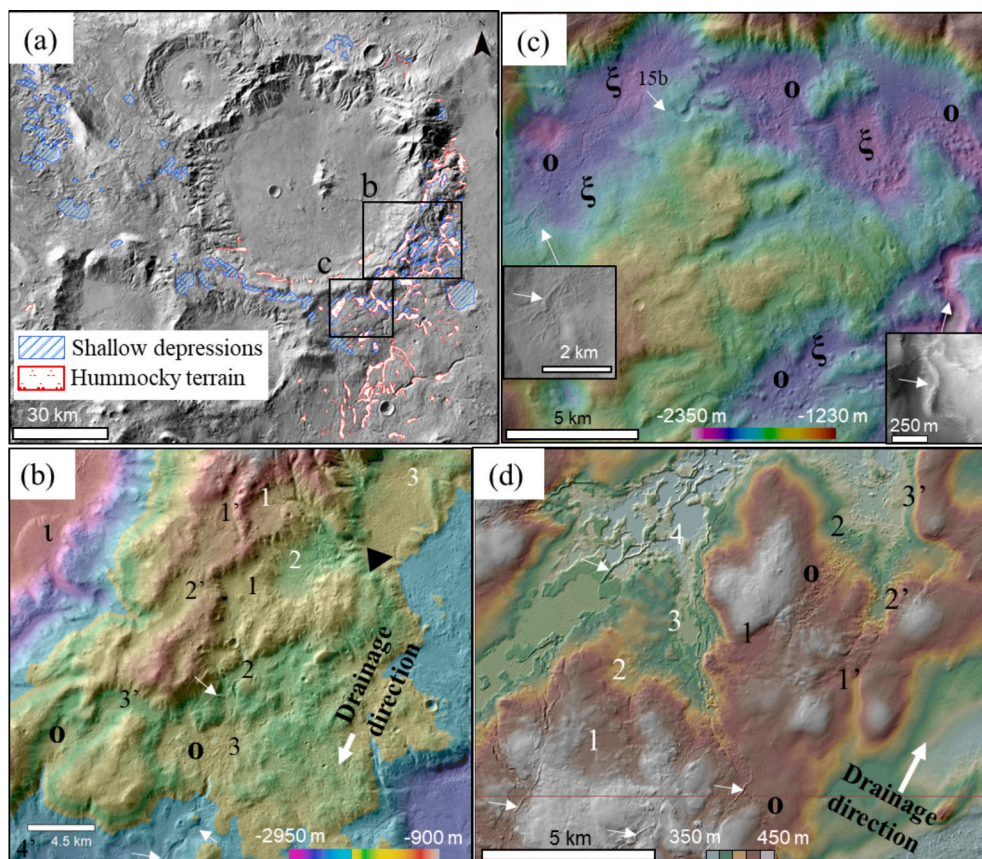 (a)
N
b
c
Shallow depressions
Hummocky terrain
30 km
(c)
15b
ξ
o
o
ξ
ξ
o
ξ
o
2 km
5 km
-2350 m
-1230 m
250 m
(b)
ι
1'
1
3
2
2'
1
2
3'
o
o
3
Drainage
direction
4.5 km
4'
-2950 m
-900 m
(d)
4
3'
2
o
3
2'
1
2
1'
1
o
Drainage
direction
5 km
350 m
450 m